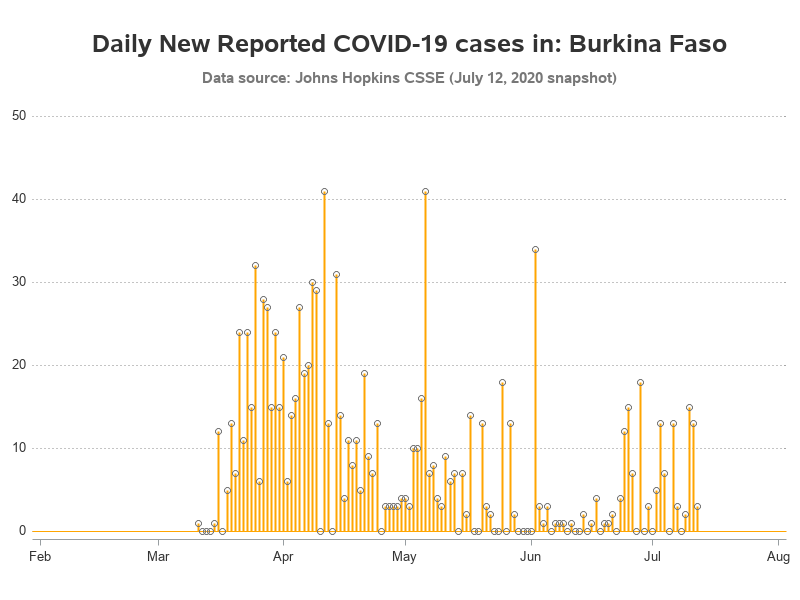 Daily New Reported COVID-19 cases in: Burkina Faso
Data source: Johns Hopkins CSSE (July 12, 2020 snapshot)
50
40
30
20
10
0
Feb Mar Apr May Jun Jul Aug